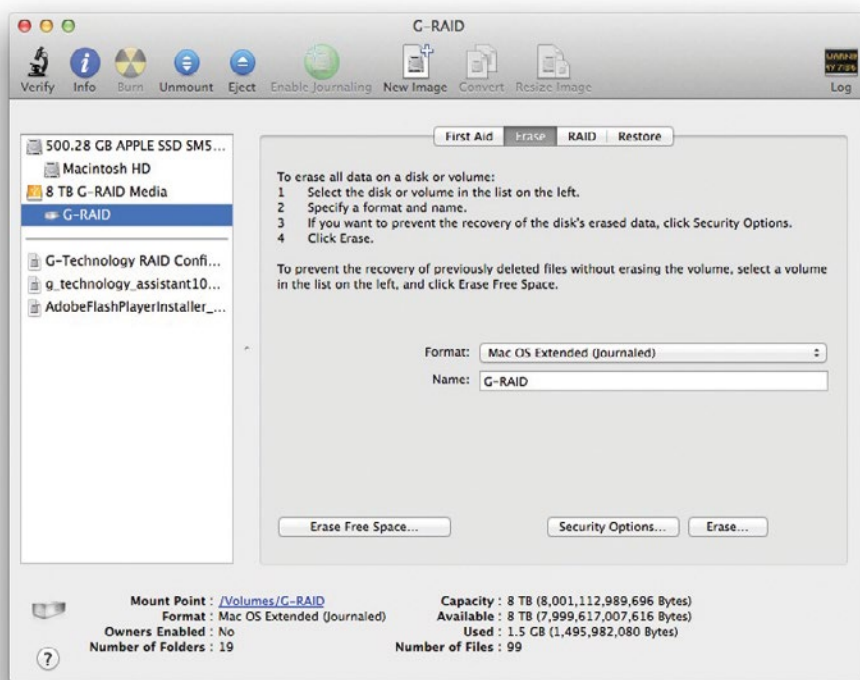 G-RAID
Verify Info Burn Unmount Eject Enable Journaling New Image Convert Resize Image Log
500.28 GB APPLE SSD SM5...
Macintosh HD
8 TB G-RAID Media
G-RAID
G-Technology RAID Confi...
g_technology_assistant10...
AdobeFlashPlayerInstaller_...
First Aid Erase RAID Restore
To erase all data on a disk or volume:
1 Select the disk or volume in the list on the left.
2 Specify a format and name.
3 If you want to prevent the recovery of the disk's erased data, click Security Options.
4 Click Erase.
To prevent the recovery of previously deleted files without erasing the volume, select a volume
in the list on the left, and click Erase Free Space.
Format: Mac OS Extended (Journaled)
Name: G-RAID
Erase Free Space... Security Options... Erase...
Mount Point : /Volumes/G-RAID Capacity : 8 TB (8,001,112,989,696 Bytes)
Format : Mac OS Extended (Journaled) Available : 8 TB (7,999,617,007,616 Bytes)
Owners Enabled : No Used : 1.5 GB (1,495,982,080 Bytes)
Number of Folders : 19 Number of Files : 99
?